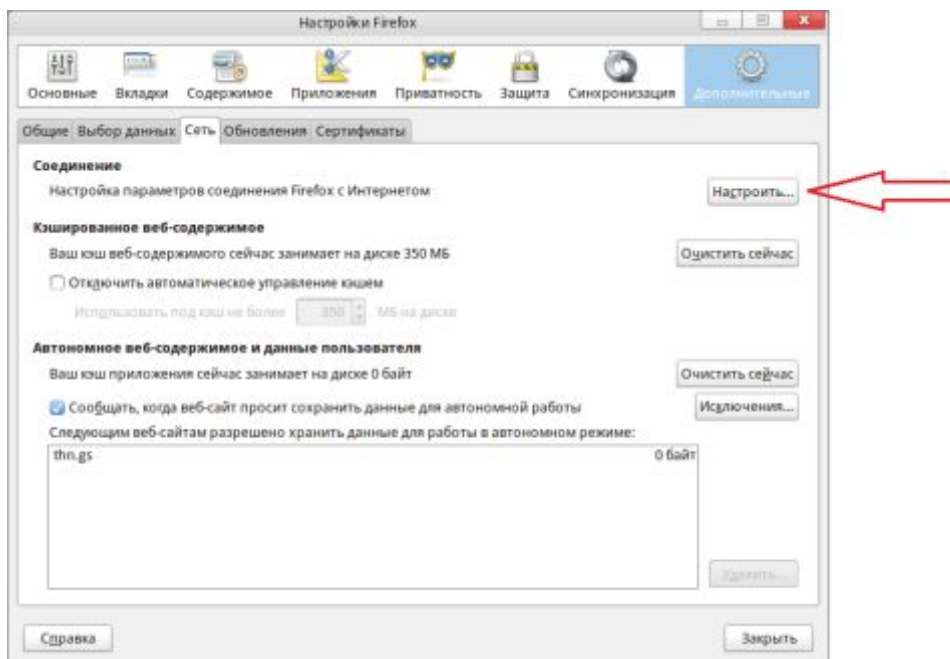 Настройки Firefox
Основные Вкладки Содержимое Приложения Приватность Защита Синхронизация Дополнительные
Общие Выбор данных Сеть Обновления Сертификаты
Соединение
Настройка параметров соединения Firefox с Интернетом Настроить...
Кэшированное веб-содержимое
Ваш кэш веб-содержимого сейчас занимает на диске 350 МБ Очистить сейчас
Отключить автоматическое управление кэшем
Использовать под кэш не более 350 МБ на диске
Автономное веб-содержимое и данные пользователя
Ваш кэш приложения сейчас занимает на диске 0 байт Очистить сейчас
Сообщать, когда веб-сайт просит сохранить данные для автономной работы Исключения...
Следующим веб-сайтам разрешено хранить данные для работы в автономном режиме:
thn.gs 0 байт
Удалить...
Справка Закрыть